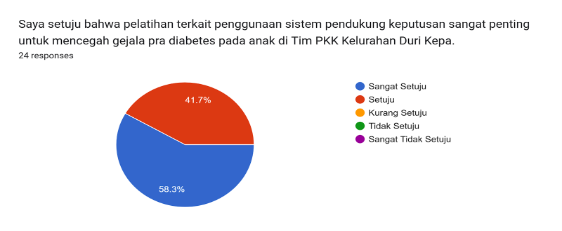 Saya setuju bahwa pelatihan terkait penggunaan sistem pendukung keputusan sangat penting
untuk mencegah gejala pra diabetes pada anak di Tim PKK Kelurahan Duri Kepa.
24 responses
41.7%
58.3%
Sangat Setuju
Setuju
Kurang Setuju
Tidak Setuju
Sangat Tidak Setuju